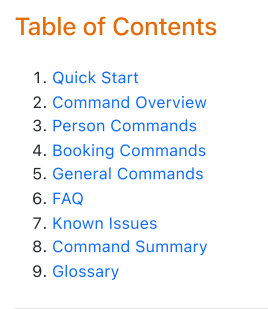 Table of Contents
1. Quick Start
2. Command Overview
3. Person Commands
4. Booking Commands
5. General Commands
6. FAQ
7. Known Issues
8. Command Summary
9. Glossary